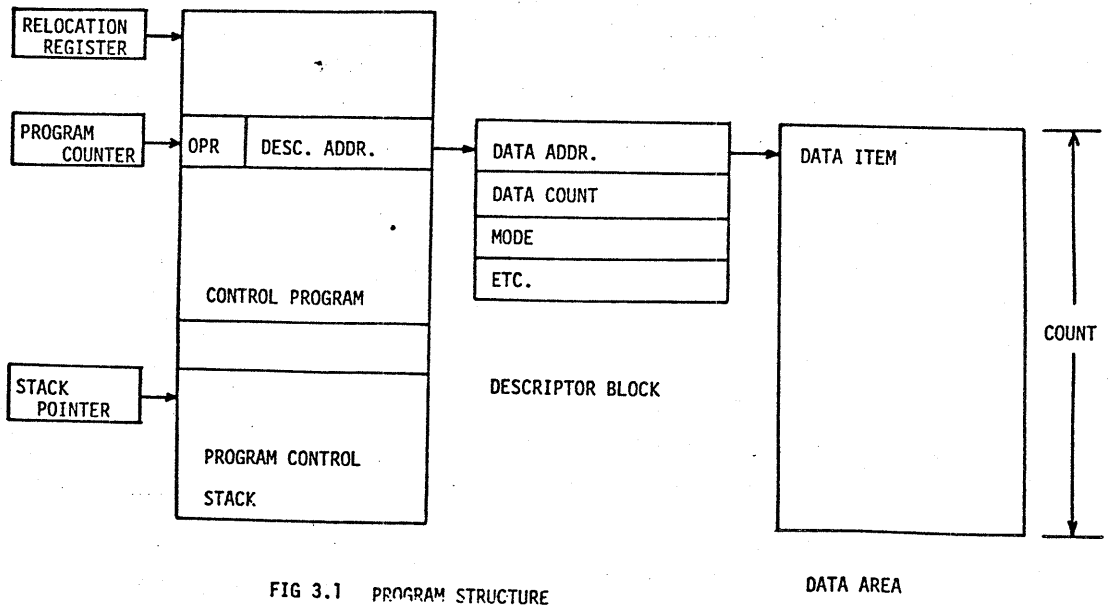 RELOCATION
REGISTER
PROGRAM
COUNTER
OPR
DESC. ADDR.
CONTROL PROGRAM
STACK
POINTER
PROGRAM CONTROL
STACK
DATA ADDR.
DATA COUNT
MODE
ETC.
DESCRIPTOR BLOCK
DATA ITEM
COUNT
DATA AREA
FIG 3.1 PROGRAM STRUCTURE